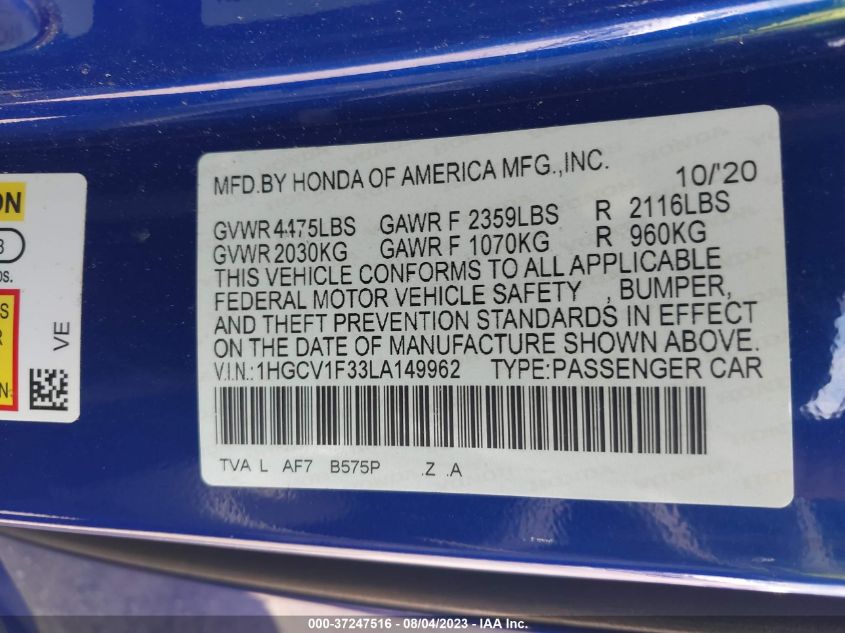 ON
3
OS.
S
R
N:
VE
MFD.BY HONDA OF AMERICA MFG.,INC. 10/'20
GVWR 4475LBS GAWR F 2359LBS R 2116LBS
GVWR 2030KG GAWR F 1070KG R 960KG
THIS VEHICLE CONFORMS TO ALL APPLICABLE
FEDERAL MOTOR VEHICLE SAFETY , BUMPER,
AND THEFT PREVENTION STANDARDS IN EFFECT
ON THE DATE OF MANUFACTURE SHOWN ABOVE.
V.I.N.:1HGCV1F33LA149962 TYPE:PASSENGER CAR
TVA L AF7 B575P .Z .A
000-37247516 - 08/04/2023 - IAA Inc.